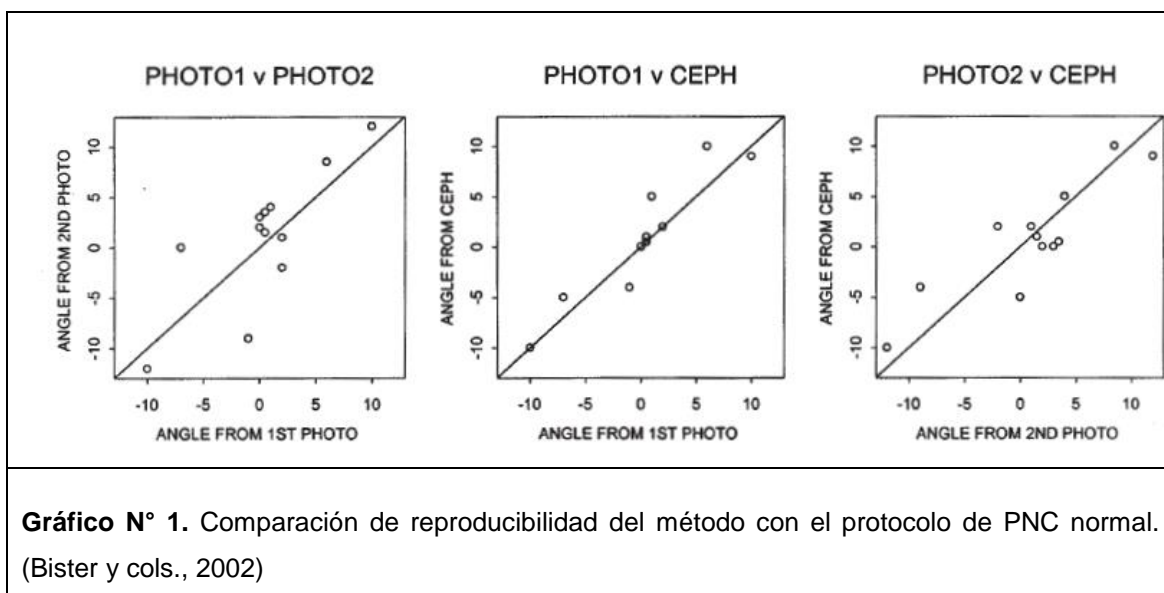 PHOTO1 v PHOTO2
ANGLE FROM 2ND PHOTO
10
5
0
-5
-10
-10 -5 0 5 10
ANGLE FROM 1ST PHOTO
PHOTO1 v CEPH
ANGLE FROM CEPH
10
5
0
-5
-10
-10 -5 0 5 10
ANGLE FROM 1ST PHOTO
PHOTO2 v CEPH
ANGLE FROM CEPH
10
5
0
-5
-10
-10 -5 0 5 10
ANGLE FROM 2ND PHOTO
Gráfico N° 1. Comparación de reproducibilidad del método con el protocolo de PNC normal.
(Bister y cols., 2002)